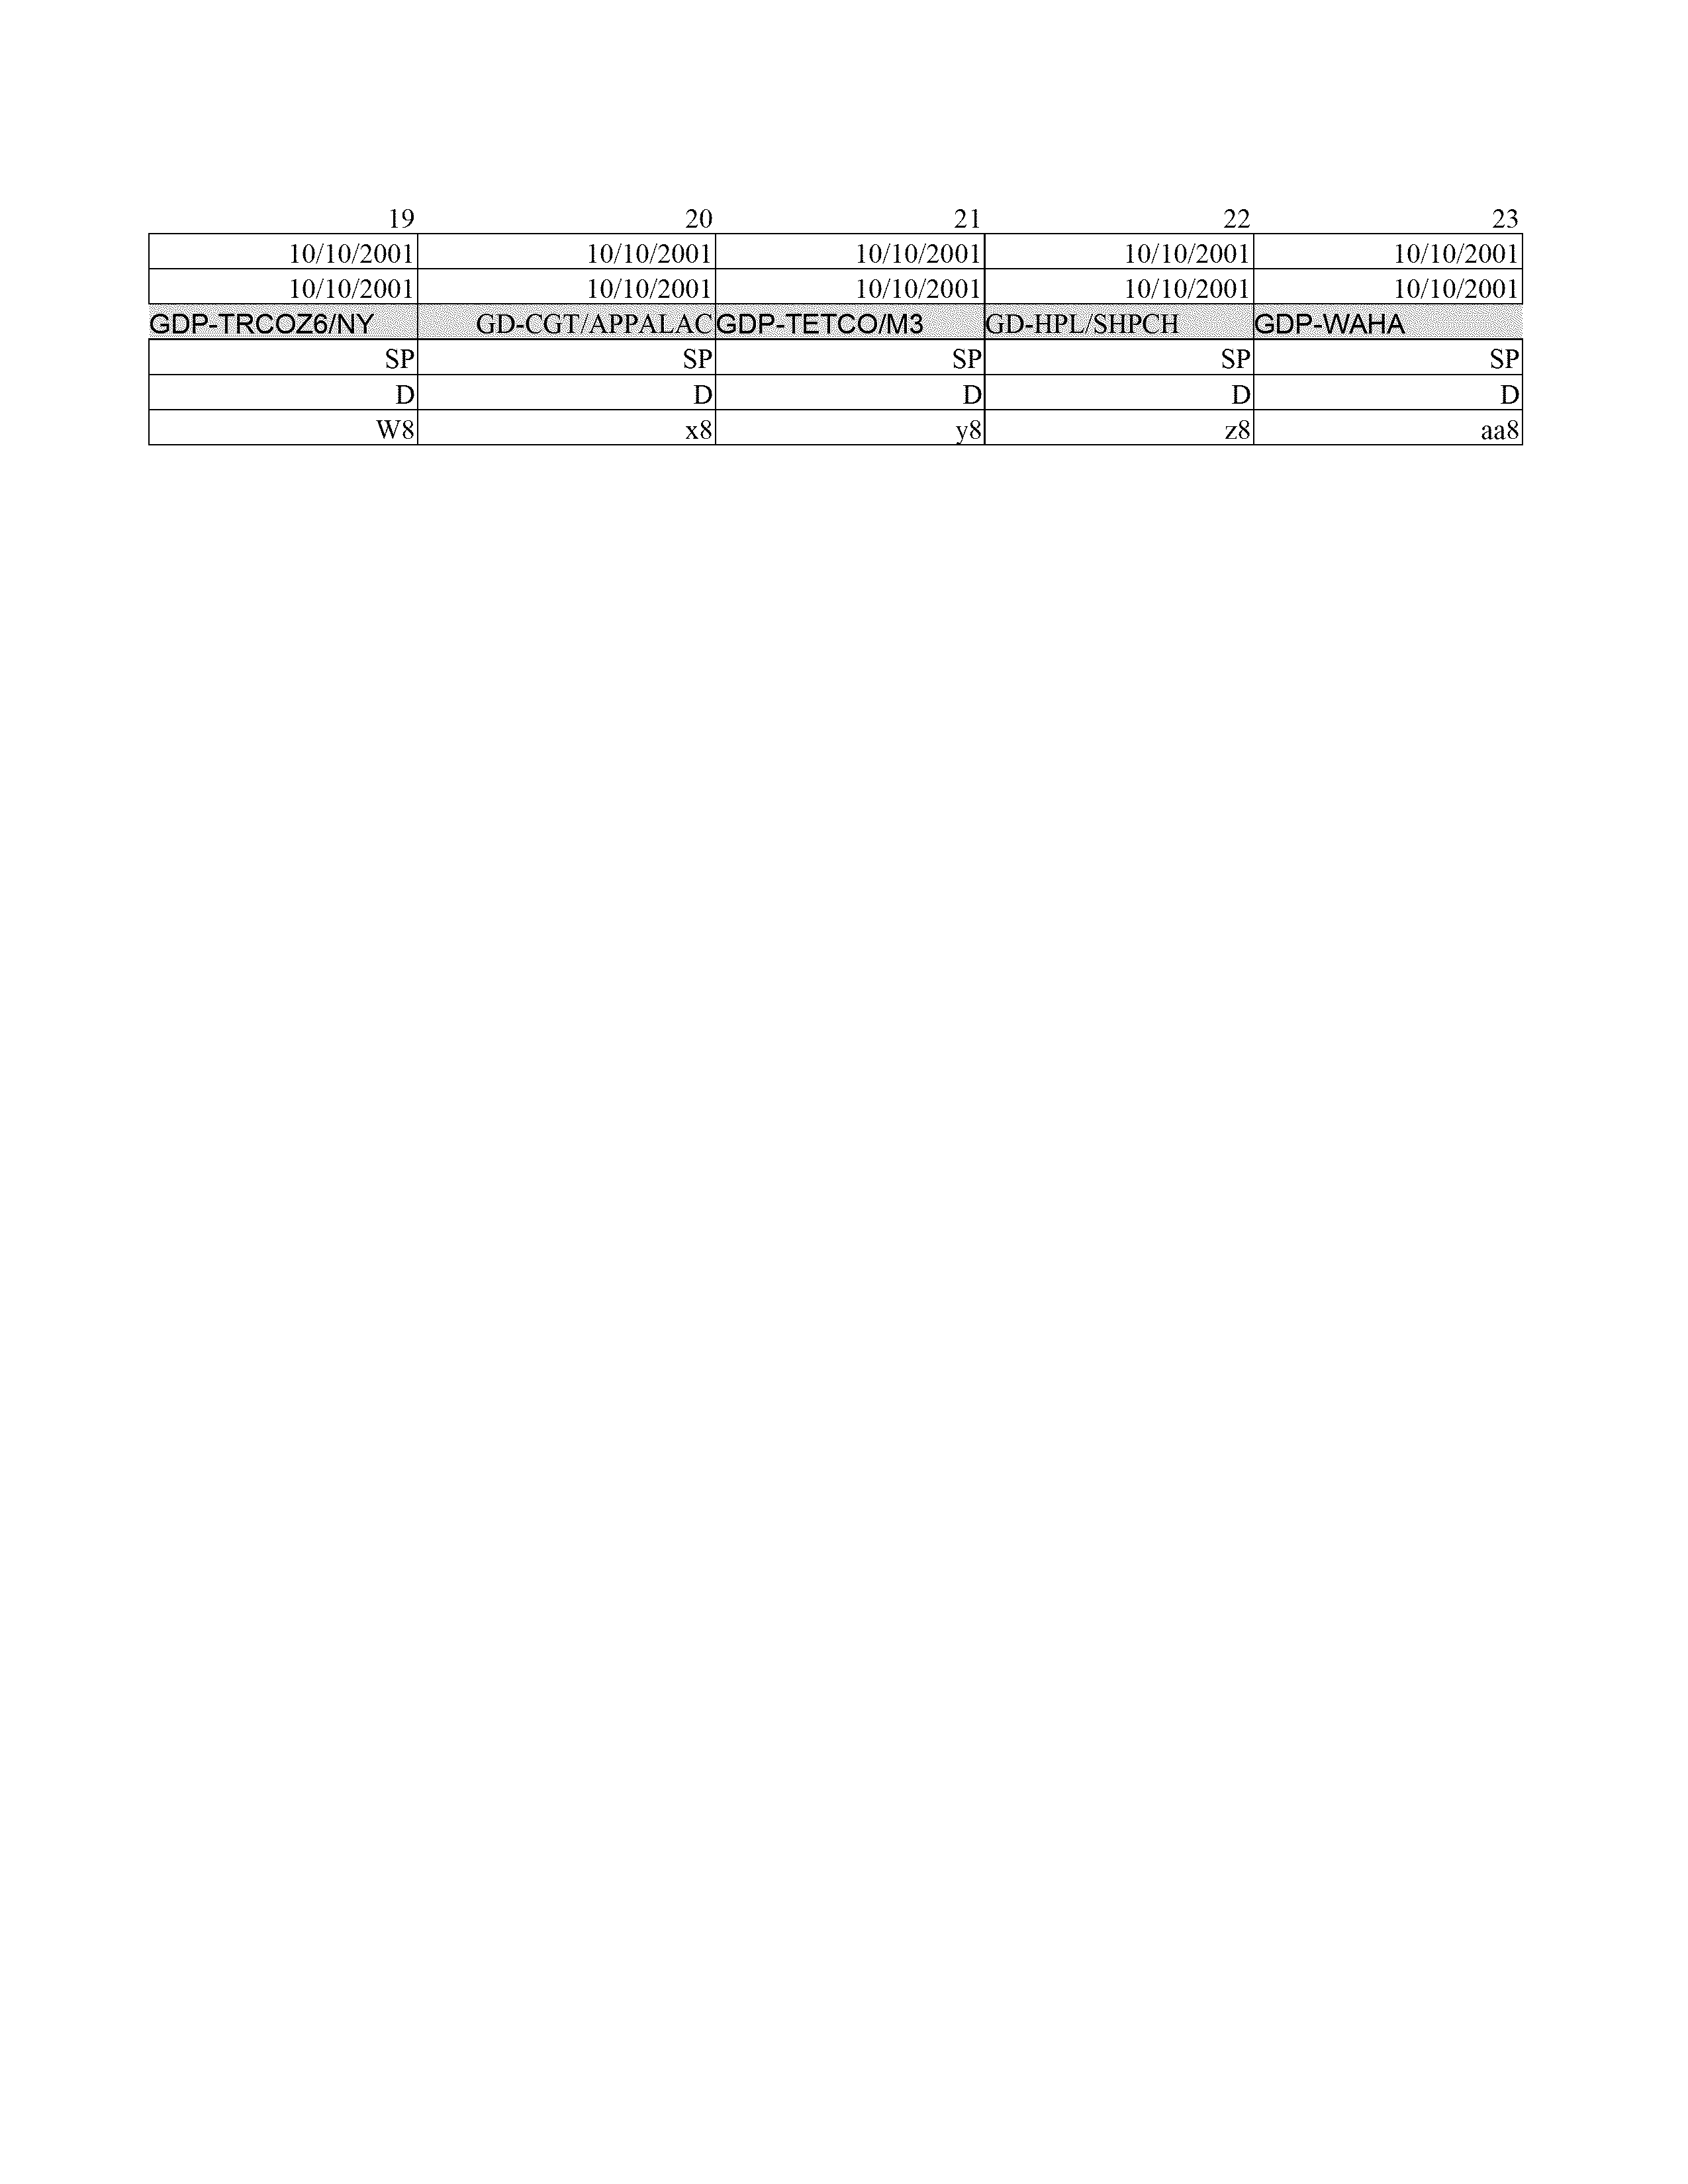 19 20 21 22 23
10/10/2001 10/10/2001 10/10/2001 10/10/2001 10/10/2001
10/10/2001 10/10/2001 10/10/2001 10/10/2001 10/10/2001
GDP-TRCOZ6/NY GD-CGT/APPALAC GDP-TETCO/M3 GD-HPL/SHPCH GDP-WAHA
SP SP SP SP SP
D D D D D
W8 x8 y8 z8 aa8